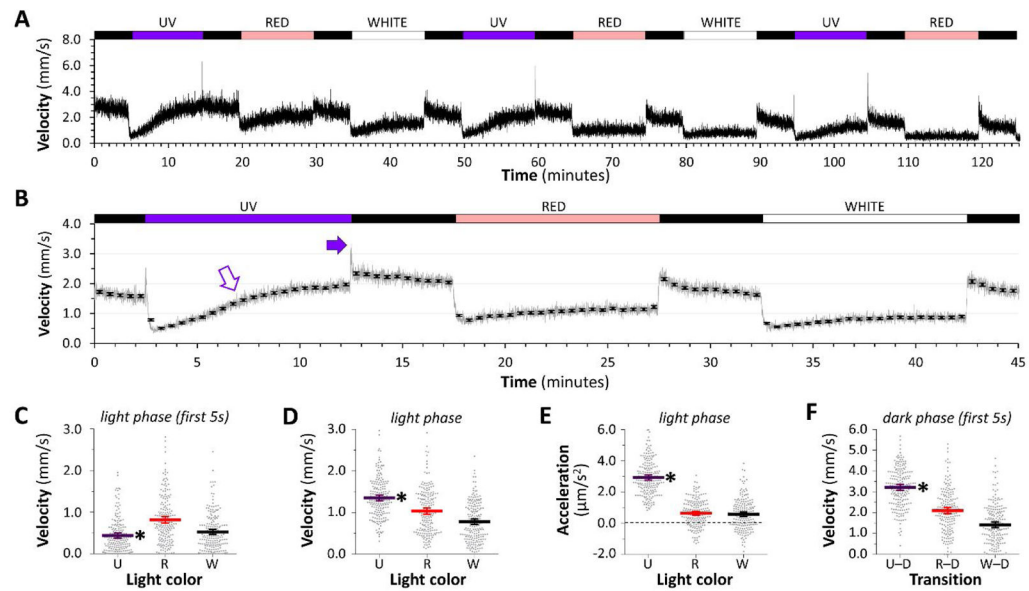 A
UV RED WHITE UV RED WHITE UV RED
Velocity (mm/s)
8.0
6.0
4.0
2.0
0.0
0 10 20 30 40 50 60 70 80 90 100 110 120
Time (minutes)
B
UV RED WHITE
Velocity (mm/s)
4.0
3.0
2.0
1.0
0.0
0 5 10 15 20 25 30 35 40 45
Time (minutes)
C
light phase (first 5s)
Velocity (mm/s)
3.0
2.0
1.0
0.0
*
U R W
Light color
D
light phase
Velocity (mm/s)
3.0
2.0
1.0
0.0
*
U R W
Light color
E
light phase
Acceleration
(μm/s²)
6.0
4.0
2.0
0.0
-2.0
*
U R W
Light color
F
dark phase (first 5s)
Velocity (mm/s)
6.0
5.0
4.0
3.0
2.0
1.0
0.0
*
U–D R–D W–D
Transition